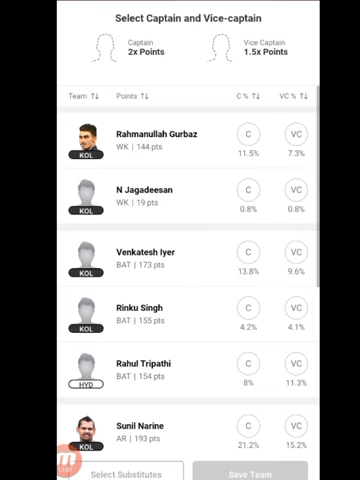 Select Captain and Vice-captain
Captain
2x Points
Vice Captain
1.5x Points
Team ↑↓ Points ↑↓ C % ↑↓ VC % ↑↓
Rahmanullah Gurbaz
WK | 144 pts
KOL
C
VC
11.5%
7.3%
N Jagadeesan
WK | 19 pts
KOL
C
VC
0.8%
0.8%
Venkatesh Iyer
BAT | 173 pts
KOL
C
VC
13.8%
9.6%
Rinku Singh
BAT | 155 pts
KOL
C
VC
4.2%
4.1%
Rahul Tripathi
BAT | 154 pts
HYD
C
VC
8%
11.3%
Sunil Narine
AR | 193 pts
KOL
C
VC
21.2%
15.2%
Select Substitutes
Save Team